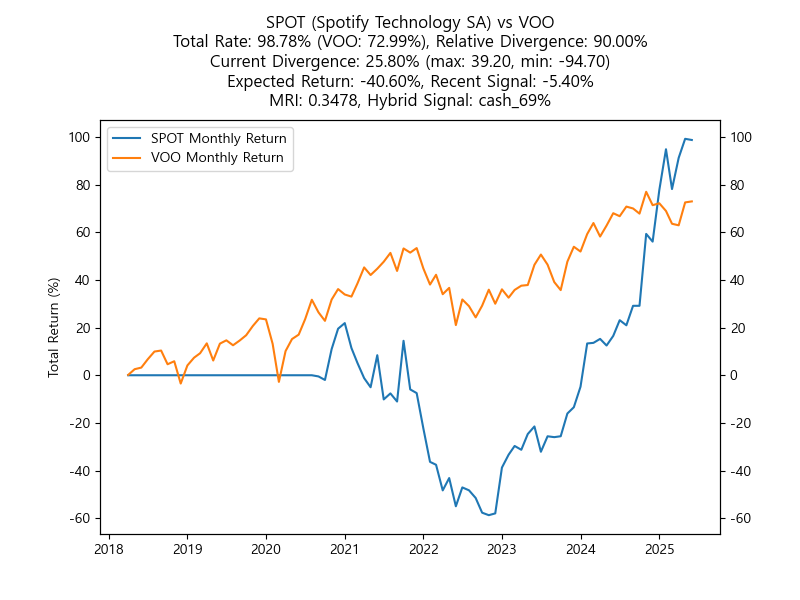 SPOT (Spotify Technology SA) vs VOO
Total Rate: 98.78% (VOO: 72.99%), Relative Divergence: 90.00%
Current Divergence: 25.80% (max: 39.20, min: -94.70)
Expected Return: -40.60%, Recent Signal: -5.40%
MRI: 0.3478, Hybrid Signal: cash_69%
SPOT Monthly Return
VOO Monthly Return
Total Return (%)
100
80
60
40
20
0
-20
-40
-60
100
80
60
40
20
0
-20
-40
-60
2018 2019 2020 2021 2022 2023 2024 2025